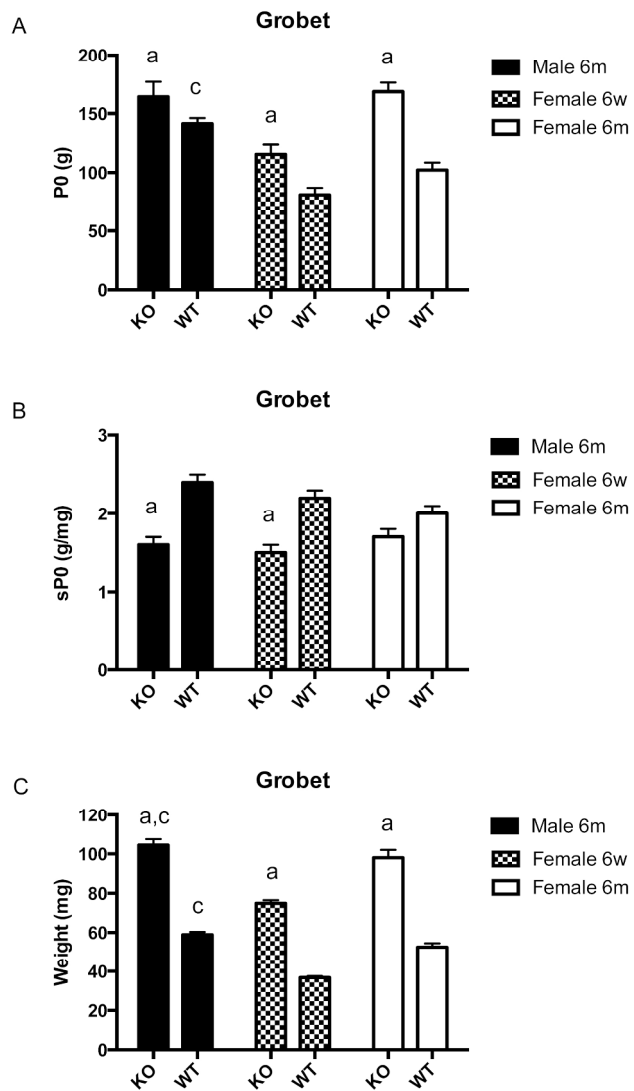 A
Grobet
P0 (g)
200
150
100
50
0
a
c
a
a
KO
WT
KO
WT
KO
WT
Male 6m
Female 6w
Female 6m
B
Grobet
sP0 (g/mg)
3
2
1
0
a
a
KO
WT
KO
WT
KO
WT
Male 6m
Female 6w
Female 6m
C
Grobet
Weight (mg)
120
100
80
60
40
20
0
a,c
c
a
a
KO
WT
KO
WT
KO
WT
Male 6m
Female 6w
Female 6m